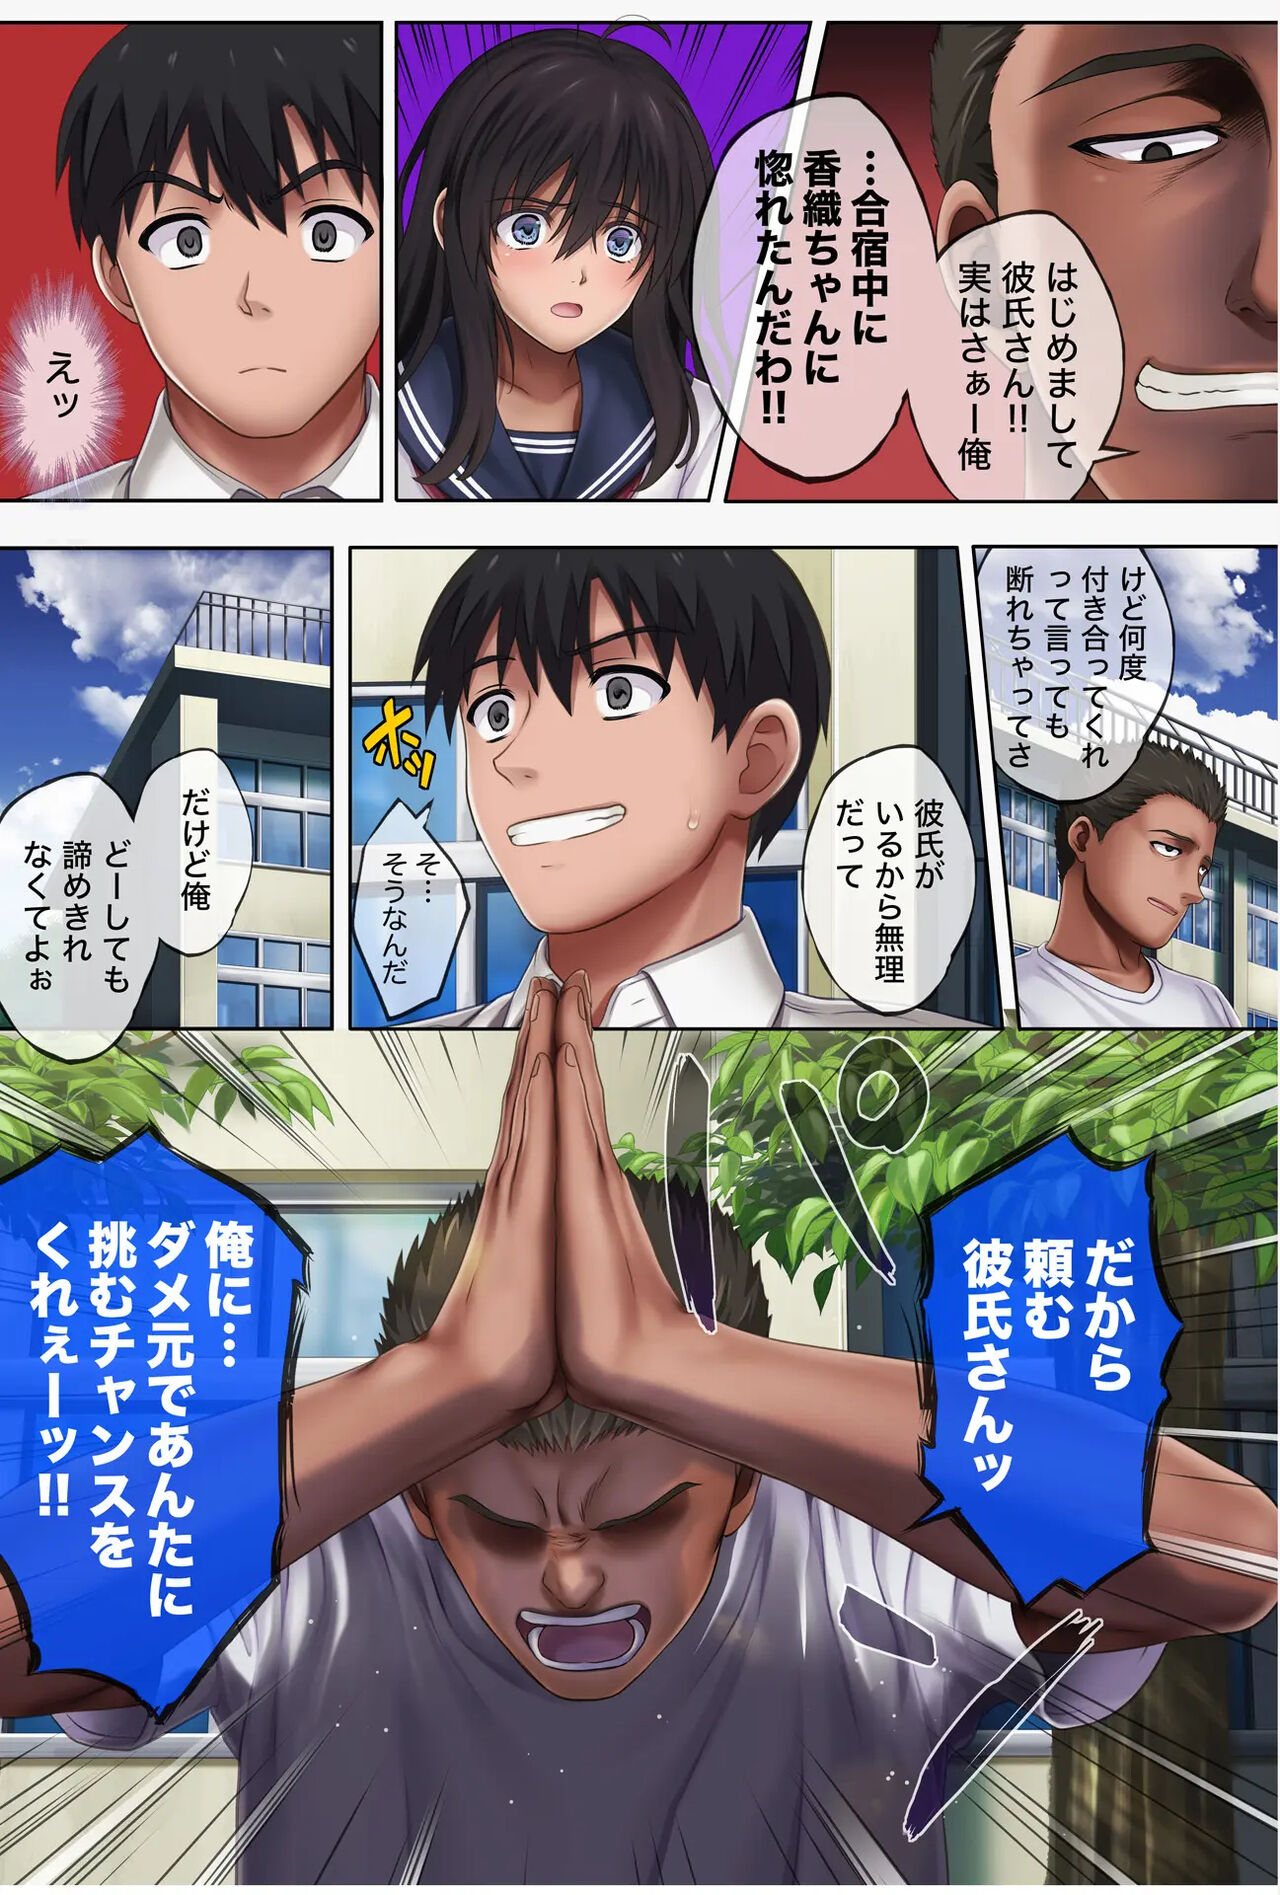 はじめまして
彼氏さん!!
実はさぁー俺
…合宿中に
香織ちゃんに
惚れたんだわ!!
えッ
けど何度
付き合ってくれ
って言っても
断れちゃってさ
彼氏が
いるから無理
だって
ホッ
そ…
そうなんだ
だけど俺
どーしても
諦めきれ
なくてよぉ
パン
だから
頼む
彼氏さんッ
俺に…
ダメ元であんたに
挑むチャンスを
くれぇーッ!!